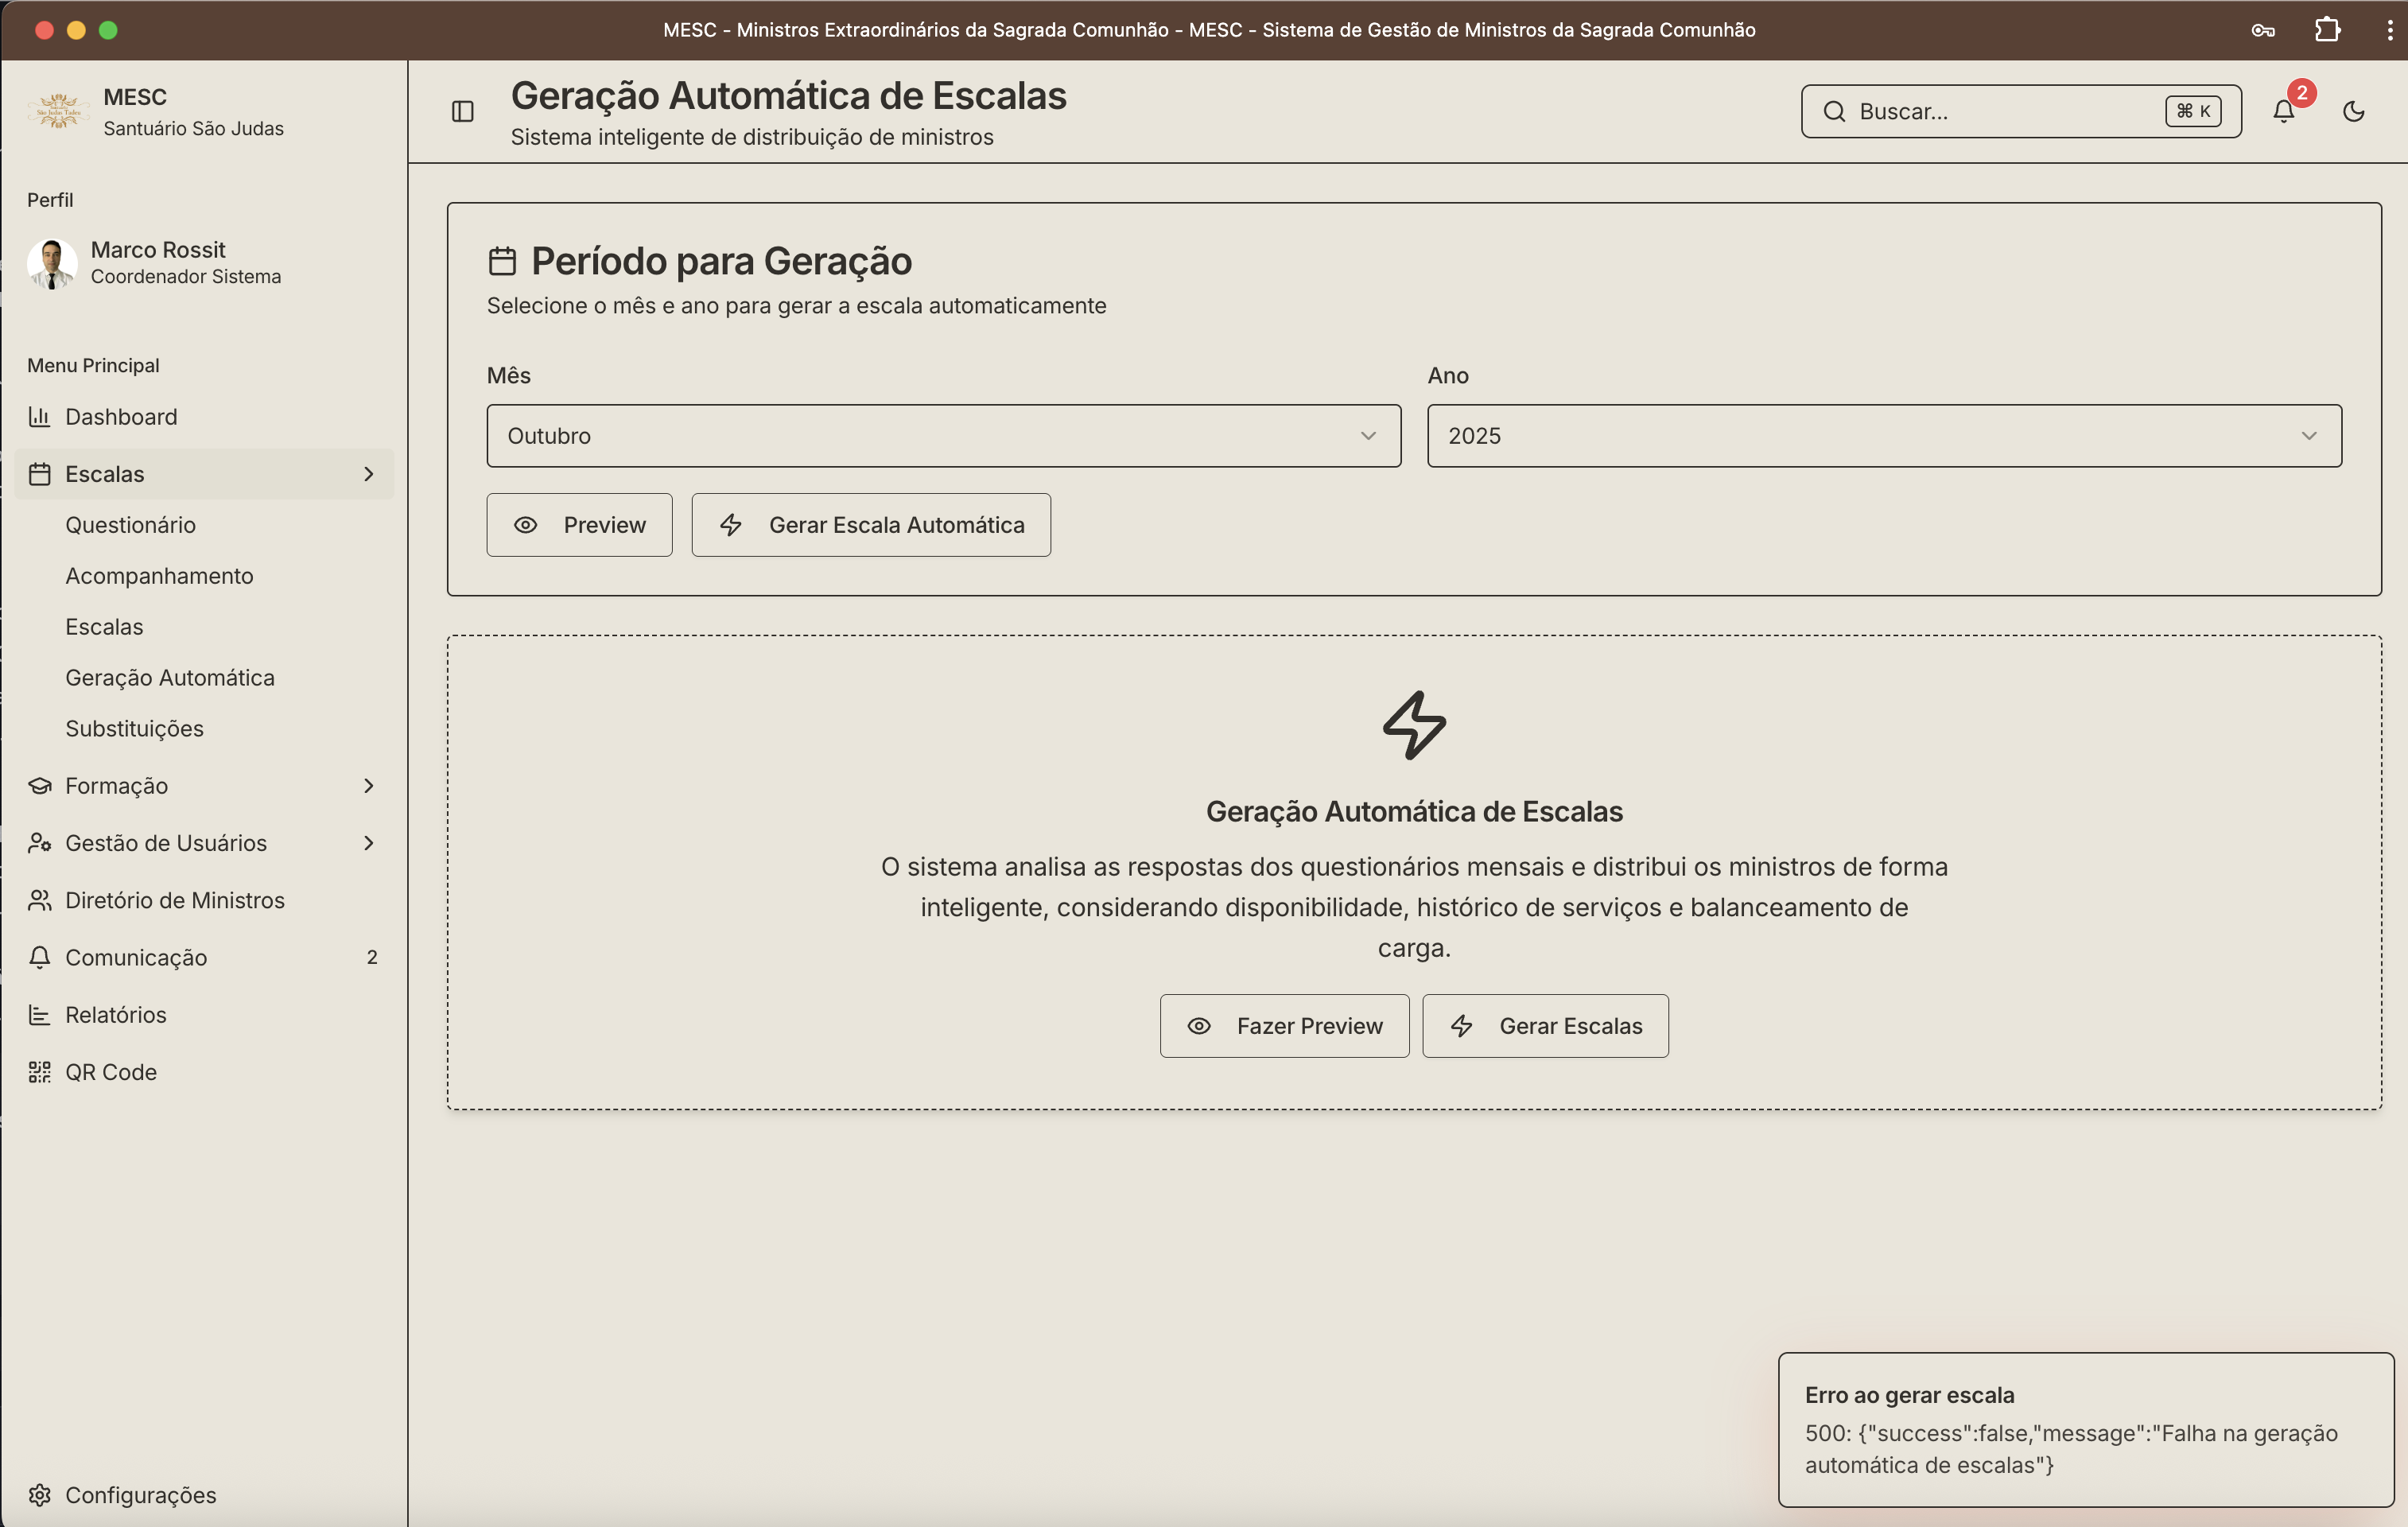 MESC - Ministros Extraordinários da Sagrada Comunhão - MESC - Sistema de Gestão de Ministros da Sagrada Comunhão
MESC
Santuário São Judas
Perfil
Marco Rossit
Coordenador Sistema
Menu Principal
Dashboard
Escalas
Questionário
Acompanhamento
Escalas
Geração Automática
Substituições
Formação
Gestão de Usuários
Diretório de Ministros
Comunicação 2
Relatórios
QR Code
Configurações
Geração Automática de Escalas
Sistema inteligente de distribuição de ministros
Buscar... ⌘ K
2
Período para Geração
Selecione o mês e ano para gerar a escala automaticamente
Mês
Outubro
Ano
2025
Preview
Gerar Escala Automática
Geração Automática de Escalas
O sistema analisa as respostas dos questionários mensais e distribui os ministros de forma
inteligente, considerando disponibilidade, histórico de serviços e balanceamento de
carga.
Fazer Preview
Gerar Escalas
Erro ao gerar escala
500: {"success":false,"message":"Falha na geração
automática de escalas"}